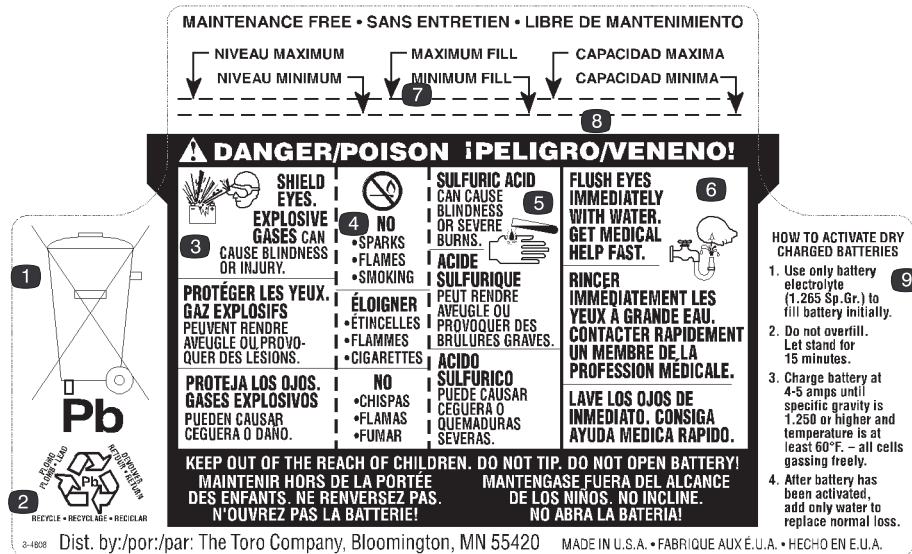 MAINTENANCE FREE • SANS ENTRETIEN • LIBRE DE MANTENIMIENTO
NIVEAU MAXIMUM
MAXIMUM FILL
CAPACIDAD MAXIMA
NIVEAU MINIMUM
MINIMUM FILL
CAPACIDAD MINIMA
7
8
DANGER/POISON ¡PELIGRO/VENENO!
1
Pb
2
PLOMO • PLOMB • LEAD
DEVOLVER RETOUR RETURN
Pb
RECYCLE • RECYCLAGE • RECICLAR
3
SHIELD
EYES.
EXPLOSIVE
GASES CAN
CAUSE BLINDNESS
OR INJURY.
PROTÉGER LES YEUX.
GAZ EXPLOSIFS
PEUVENT RENDRE
AVEUGLE OU PROVO-
QUER DES LESIONS.
PROTEJA LOS OJOS.
GASES EXPLOSIVOS
PUEDEN CAUSAR
CEGUERA O DAÑO.
4
NO
•SPARKS
•FLAMES
•SMOKING
ÉLOIGNER
•ÉTINCELLES
•FLAMMES
•CIGARETTES
NO
•CHISPAS
•FLAMAS
•FUMAR
SULFURIC ACID
CAN CAUSE
BLINDNESS
OR SEVERE
BURNS.
5
ACIDE
SULFURIQUE
PEUT RENDRE
AVEUGLE OU
PROVOQUER DES
BRULURES GRAVES.
ACIDO
SULFURICO
PUEDE CAUSAR
CEGUERA O
QUEMADURAS
SEVERAS.
FLUSH EYES
IMMEDIATELY
WITH WATER.
GET MEDICAL
HELP FAST.
6
RINCER
IMMÉDIATEMENT LES
YEUX À GRANDE EAU.
CONTACTER RAPIDEMENT
UN MEMBRE DE LA
PROFESSION MÉDICALE.
LAVE LOS OJOS DE
INMEDIATO. CONSIGA
AYUDA MEDICA RAPIDO.
KEEP OUT OF THE REACH OF CHILDREN. DO NOT TIP. DO NOT OPEN BATTERY!
MAINTENIR HORS DE LA PORTÉE
DES ENFANTS. NE RENVERSEZ PAS.
N'OUVREZ PAS LA BATTERIE!
MANTENGASE FUERA DEL ALCANCE
DE LOS NIÑOS. NO INCLINE.
NO ABRA LA BATERIA!
HOW TO ACTIVATE DRY
CHARGED BATTERIES
9
1. Use only battery
electrolyte
(1.265 Sp.Gr.) to
fill battery initially.
2. Do not overfill.
Let stand for
15 minutes.
3. Charge battery at
4-5 amps until
specific gravity is
1.250 or higher and
temperature is at
least 60°F. – all cells
gassing freely.
4. After battery has
been activated,
add only water to
replace normal loss.
3-4808 Dist. by:/por:/par: The Toro Company, Bloomington, MN 55420 MADE IN U.S.A. • FABRIQUE AUX É.U.A. • HECHO EN E.U.A.